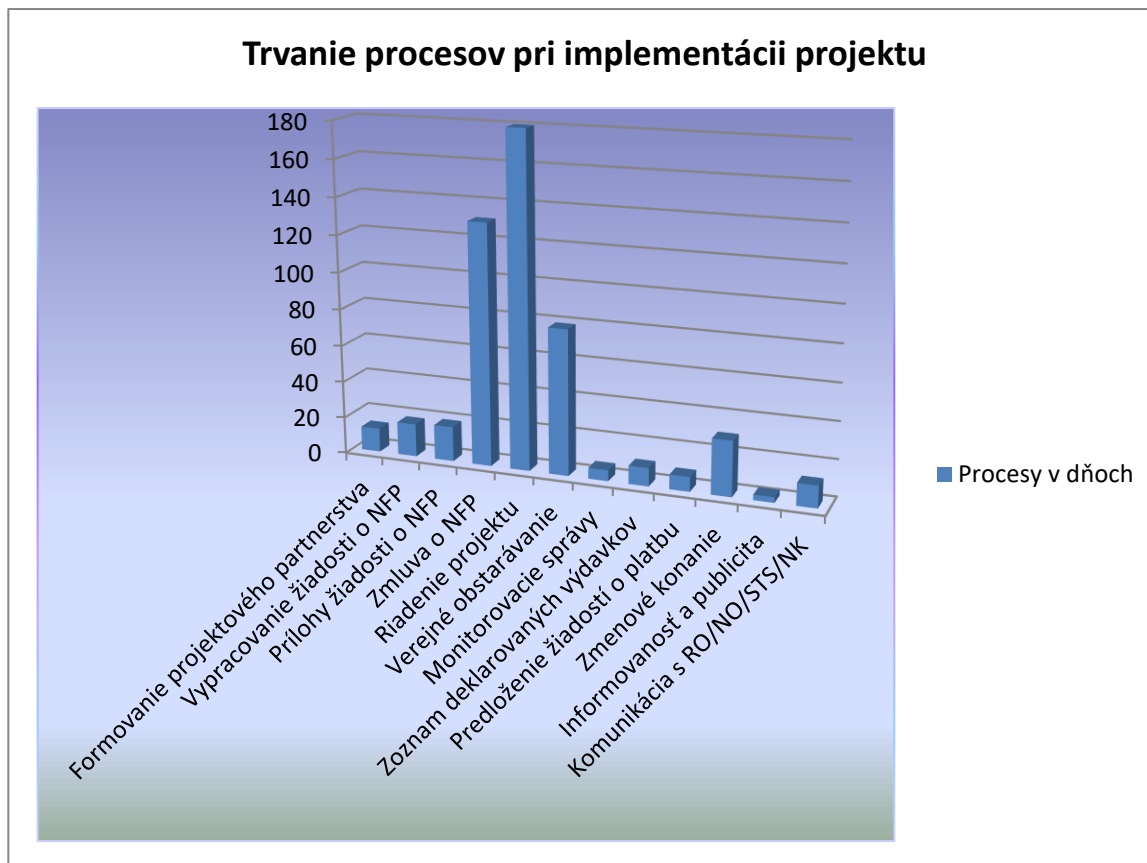 Trvanie procesov pri implementácii projektu
180
160
140
120
100
80
60
40
20
0
Formovanie projektového partnerstva
Vypracovanie žiadosti o NFP
Prílohy žiadosti o NFP
Zmluva o NFP
Riadenie projektu
Verejné obstarávanie
Monitorovacie správy
Zoznam deklarovaných výdavkov
Predloženie žiadostí o platbu
Zmenové konanie
Informovanosť a publicita
Komunikácia s RO/NO/STS/NK
Procesy v dňoch